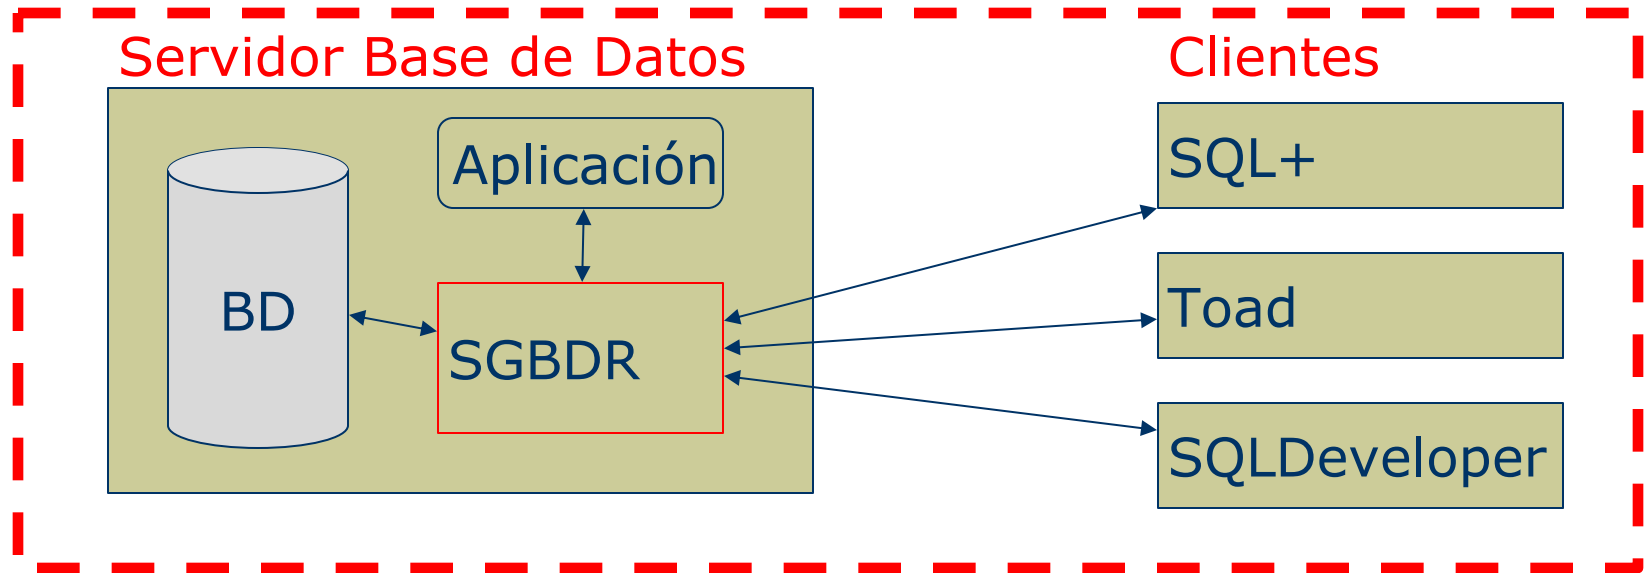 Servidor Base de Datos
Aplicación
BD
SGBDR
Clientes
SQL+
Toad
SQLDeveloper